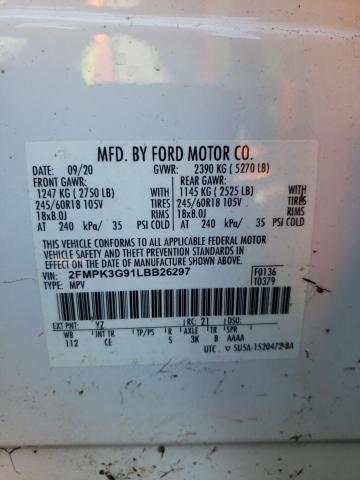 MFD. BY FORD MOTOR CO.
DATE: 09/20 GVWR: 2390 KG ( 5270 LB)
FRONT GAWR: REAR GAWR:
1247 KG ( 2750 LB) 1145 KG ( 2525 LB)
WITH WITH
245/60R18 105V TIRES 245/60R18 105V TIRES
18x8.0J RIMS 18x8.0J RIMS
AT 240 kPa/ 35 PSI COLD AT 240 kPa/ 35 PSI COLD
THIS VEHICLE CONFORMS TO ALL APPLICABLE FEDERAL MOTOR
VEHICLE SAFETY AND BUMPER STANDARDS IN EFFECT ON THE DATE
OF MANUFACTURE SHOWN ABOVE.
VIN: 2FMPK3G91LBB26297 F0136
TYPE: MPV T0379
EXT PNT: YZ RC: 21 DSO:
WB INT TR TP/PS R AXLE TR SPR
112 CE S 3K 8 AAAA
UTC ▽ SU5A-1520472-BA